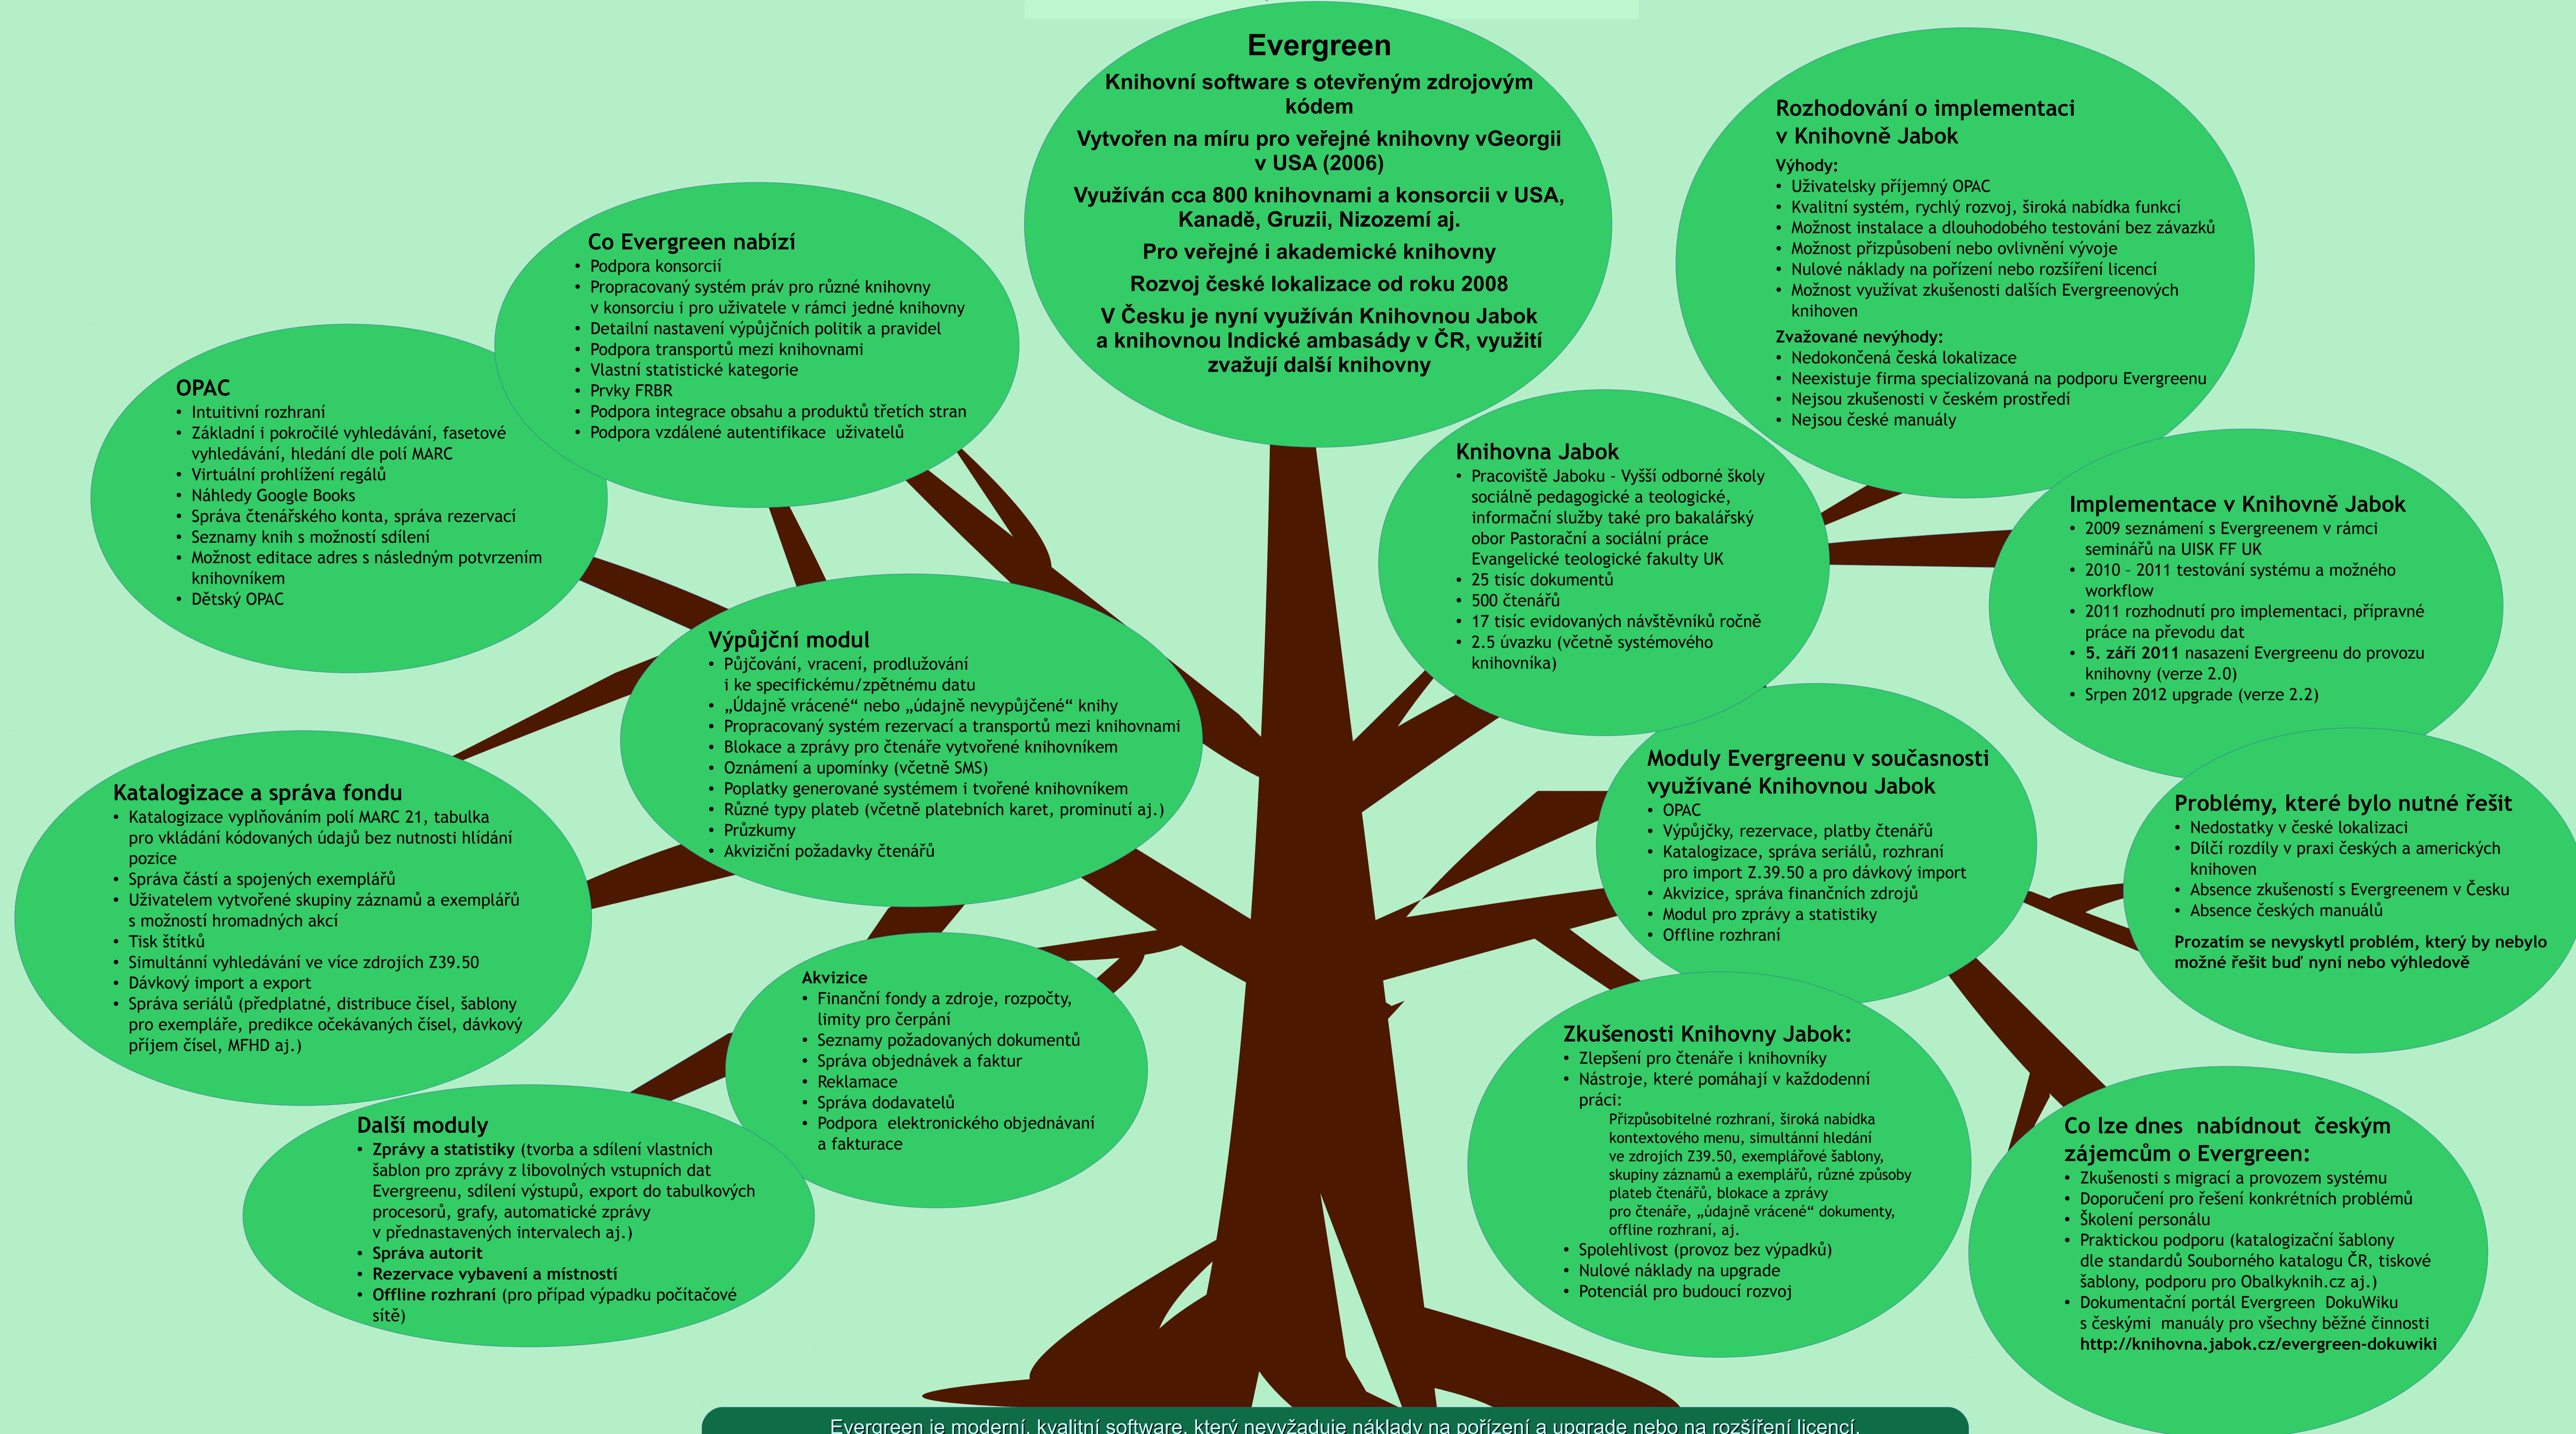 Evergreen
Knihovní software s otevřeným zdrojovým
kódem
Vytvořen na míru pro veřejné knihovny vGeorgii
v USA (2006)
Využíván cca 800 knihovnami a konsorcii v USA,
Kanadě, Gruzii, Nizozemí aj.
Pro veřejné i akademické knihovny
Rozvoj české lokalizace od roku 2008
V Česku je nyní využíván Knihovnou Jabok
a knihovnou Indické ambasády v ČR, využití
zvažují další knihovny
Rozhodování o implementaci
v Knihovně Jabok
Výhody:
• Uživatelsky příjemný OPAC
• Kvalitní systém, rychlý rozvoj, široká nabídka funkcí
• Možnost instalace a dlouhodobého testování bez závazků
• Možnost přizpůsobení nebo ovlivnění vývoje
• Nulové náklady na pořízení nebo rozšíření licencí
• Možnost využívat zkušenosti dalších Evergreenových
knihoven
Zvažované nevýhody:
• Nedokončená česká lokalizace
• Neexistuje firma specializovaná na podporu Evergreenu
• Nejsou zkušenosti v českém prostředí
• Nejsou české manuály
Co Evergreen nabízí
• Podpora konsorcií
• Propracovaný systém práv pro různé knihovny
v konsorciu i pro uživatele v rámci jedné knihovny
• Detailní nastavení výpůjčních politik a pravidel
• Podpora transportů mezi knihovnami
• Vlastní statistické kategorie
• Prvky FRBR
• Podpora integrace obsahu a produktů třetích stran
• Podpora vzdálené autentifikace  uživatelů
OPAC
• Intuitivní rozhraní
• Základní i pokročilé vyhledávání, fasetové
vyhledávání, hledání dle polí MARC
• Virtuální prohlížení regálů
• Náhledy Google Books
• Správa čtenářského konta, správa rezervací
• Seznamy knih s možností sdílení
• Možnost editace adres s následným potvrzením
knihovníkem
• Dětský OPAC
Knihovna Jabok
• Pracoviště Jaboku - Vyšší odborné školy
sociálně pedagogické a teologické,
informační služby také pro bakalářský
obor Pastorační a sociální práce
Evangelické teologické fakulty UK
• 25 tisíc dokumentů
• 500 čtenářů
• 17 tisíc evidovaných návštěvníků ročně
• 2.5 úvazku (včetně systémového
knihovníka)
Implementace v Knihovně Jabok
• 2009 seznámení s Evergreenem v rámci
seminářů na UISK FF UK
• 2010 – 2011 testování systému a možného
workflow
• 2011 rozhodnutí pro implementaci, přípravné
práce na převodu dat
• 5. září 2011 nasazení Evergreenu do provozu
knihovny (verze 2.0)
• Srpen 2012 upgrade (verze 2.2)
Výpůjční modul
• Půjčování, vracení, prodlužování
i ke specifickému/zpětnému datu
• „Údajně vrácené“ nebo „údajně nevypůjčené“ knihy
• Propracovaný systém rezervací a transportů mezi knihovnami
• Blokace a zprávy pro čtenáře vytvořené knihovníkem
• Oznámení a upomínky (včetně SMS)
• Poplatky generované systémem i tvořené knihovníkem
• Různé typy plateb (včetně platebních karet, prominutí aj.)
• Průzkumy
• Akviziční požadavky čtenářů
Katalogizace a správa fondu
• Katalogizace vyplňováním polí MARC 21, tabulka
pro vkládání kódovaných údajů bez nutnosti hlídání
pozice
• Správa částí a spojených exemplářů
• Uživatelem vytvořené skupiny záznamů a exemplářů
s možností hromadných akcí
• Tisk štítků
• Simultánní vyhledávání ve více zdrojích Z39.50
• Dávkový import a export
• Správa seriálů (předplatné, distribuce čísel, šablony
pro exempláře, predikce očekávaných čísel, dávkový
příjem čísel, MFHD aj.)
Moduly Evergreenu v současnosti
využívané Knihovnou Jabok
• OPAC
• Výpůjčky, rezervace, platby čtenářů
• Katalogizace, správa seriálů, rozhraní
pro import Z.39.50 a pro dávkový import
• Akvizice, správa finančních zdrojů
• Modul pro zprávy a statistiky
• Offline rozhraní
Problémy, které bylo nutné řešit
• Nedostatky v české lokalizaci
• Dílčí rozdíly v praxi českých a amerických
knihoven
• Absence zkušeností s Evergreenem v Česku
• Absence českých manuálů
Prozatím se nevyskytl problém, který by nebylo
možné řešit buď nyní nebo výhledově
Akvizice
• Finanční fondy a zdroje, rozpočty,
limity pro čerpání
• Seznamy požadovaných dokumentů
• Správa objednávek a faktur
• Reklamace
• Správa dodavatelů
• Podpora  elektronického objednávaní
a fakturace
Další moduly
• Zprávy a statistiky (tvorba a sdílení vlastních
šablon pro zprávy z libovolných vstupních dat
Evergreenu, sdílení výstupů, export do tabulkových
procesorů, grafy, automatické zprávy
v přednastavených intervalech aj.)
• Správa autorit
• Rezervace vybavení a místností
• Offline rozhraní (pro případ výpadku počítačové
sítě)
Zkušenosti Knihovny Jabok:
• Zlepšení pro čtenáře i knihovníky
• Nástroje, které pomáhají v každodenní
práci:
Přizpůsobitelné rozhraní, široká nabídka
kontextového menu, simultánní hledání
ve zdrojích Z39.50, exemplářové šablony,
skupiny záznamů a exemplářů, různé způsoby
plateb čtenářů, blokace a zprávy
pro čtenáře, „údajně vrácené“ dokumenty,
offline rozhraní, aj.
• Spolehlivost (provoz bez výpadků)
• Nulové náklady na upgrade
• Potenciál pro budoucí rozvoj
Co lze dnes  nabídnout  českým
zájemcům o Evergreen:
• Zkušenosti s migrací a provozem systému
• Doporučení pro řešení konkrétních problémů
• Školení personálu
• Praktickou podporu (katalogizační šablony
dle standardů Souborného katalogu ČR, tiskové
šablony, podporu pro Obalkyknih.cz aj.)
• Dokumentační portál Evergreen  DokuWiku
s českými  manuály pro všechny běžné činnosti
http://knihovna.jabok.cz/evergreen-dokuwiki
Evergreen je moderní, kvalitní software, který nevyžaduje náklady na pořízení a upgrade nebo na rozšíření licencí.